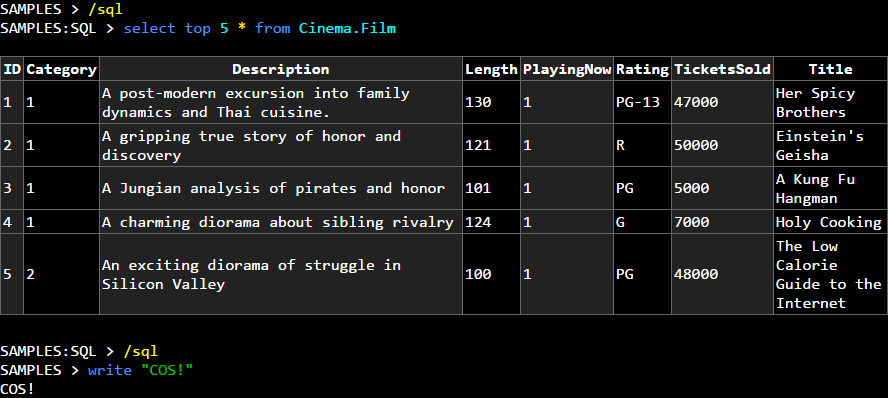 SAMPLES > /sql
SAMPLES:SQL > select top 5 * from Cinema.Film
ID Category Description Length PlayingNow Rating TicketsSold Title
1 1 A post-modern excursion into family dynamics and Thai cuisine. 130 1 PG-13 47000 Her Spicy Brothers
2 1 A gripping true story of honor and discovery 121 1 R 50000 Einstein's Geisha
3 1 A Jungian analysis of pirates and honor 101 1 PG 5000 A Kung Fu Hangman
4 1 A charming diorama about sibling rivalry 124 1 G 7000 Holy Cooking
5 2 An exciting diorama of struggle in Silicon Valley 100 1 PG 48000 The Low Calorie Guide to the Internet
SAMPLES:SQL > /sql
SAMPLES > write "COS!"
COS!